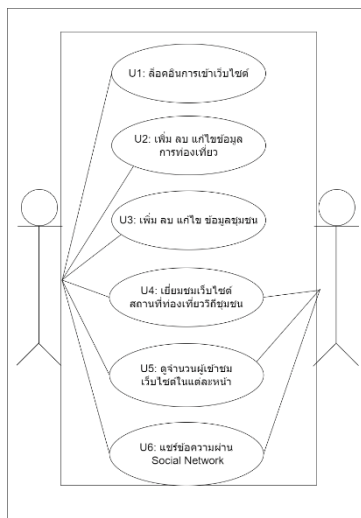 U1: ล็อคอินการเข้าเว็บไซต์
U2: เพิ่ม ลบ แก้ไขข้อมูล
การท่องเที่ยว
U3: เพิ่ม ลบ แก้ไข ข้อมูลชุมชน
U4: เยี่ยมชมเว็บไซต์
สถานที่ท่องเที่ยววิถีชุมชน
U5: ดูจำนวนผู้เข้าชม
เว็บไซต์ในแต่ละหน้า
U6: แชร์ข้อความผ่าน
Social Network